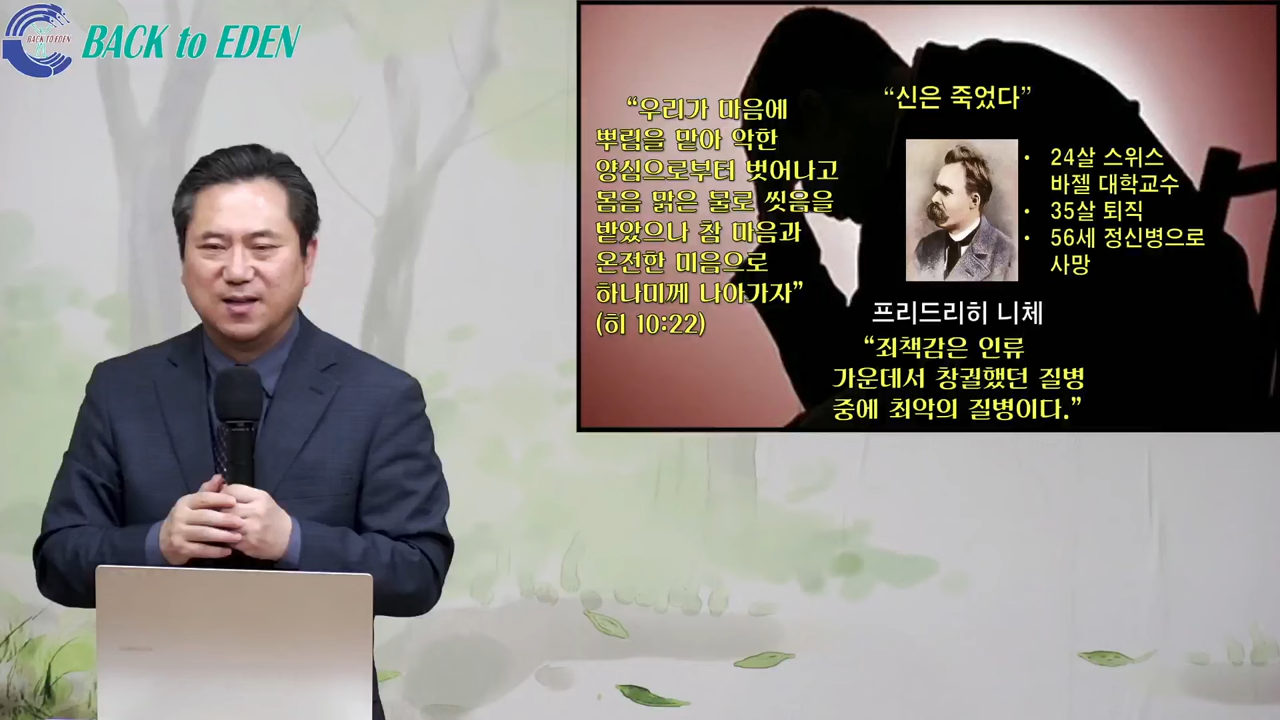 BACK TO EDEN
BACK to EDEN
“우리가 마음에
뿌림을 맏아 악한
양심으로부터 벗어나고
몸음 맑은 물로 씻음을
받았으나 참 마음과
온전한 미음으로
하나미께 나아가자”
(히 10:22)
“신은 죽었다”
• 24살 스위스
바젤 대학교수
• 35살 퇴직
• 56세 정신병으로
사망
프리드리히 니체
“죄책감은 인류
가운데서 창궐했던 질병
중에 최악의 질병이다.”